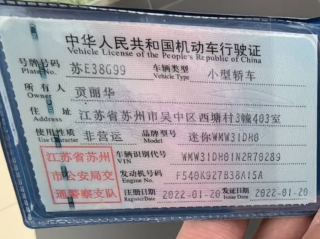 中华人民共和国机动车行驶证
Vehicle License of the People's Republic of China
号牌号码 苏E38G99 车辆类型 小型轿车
Plate No. Vehicle Type
所有人 贡丽华
Owner
住址 江苏省苏州市吴中区西塘村3幢403室
Address
使用性质 非营运 品牌型号 迷你WMW31DH0
Use Character Model
江苏省苏州 车辆识别代号 WMW31DH01N2R70289
VIN
市公安局交 发动机号码 F540K927B38A15A
Engine No.
通警察支队 注册日期 2022-01-20 发证日期 2022-01-20
Register Date Issue Date